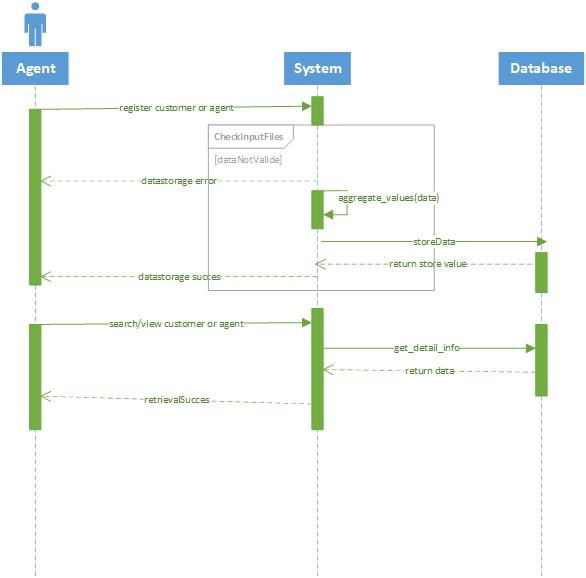 Agent
System
Database
register customer or agent
CheckInputFiles
[dataNotValide]
datastorage error
aggregate_values(data)
storeData
return store value
datastorage succes
search/view customer or agent
get_detail_info
return data
retrievalSucces